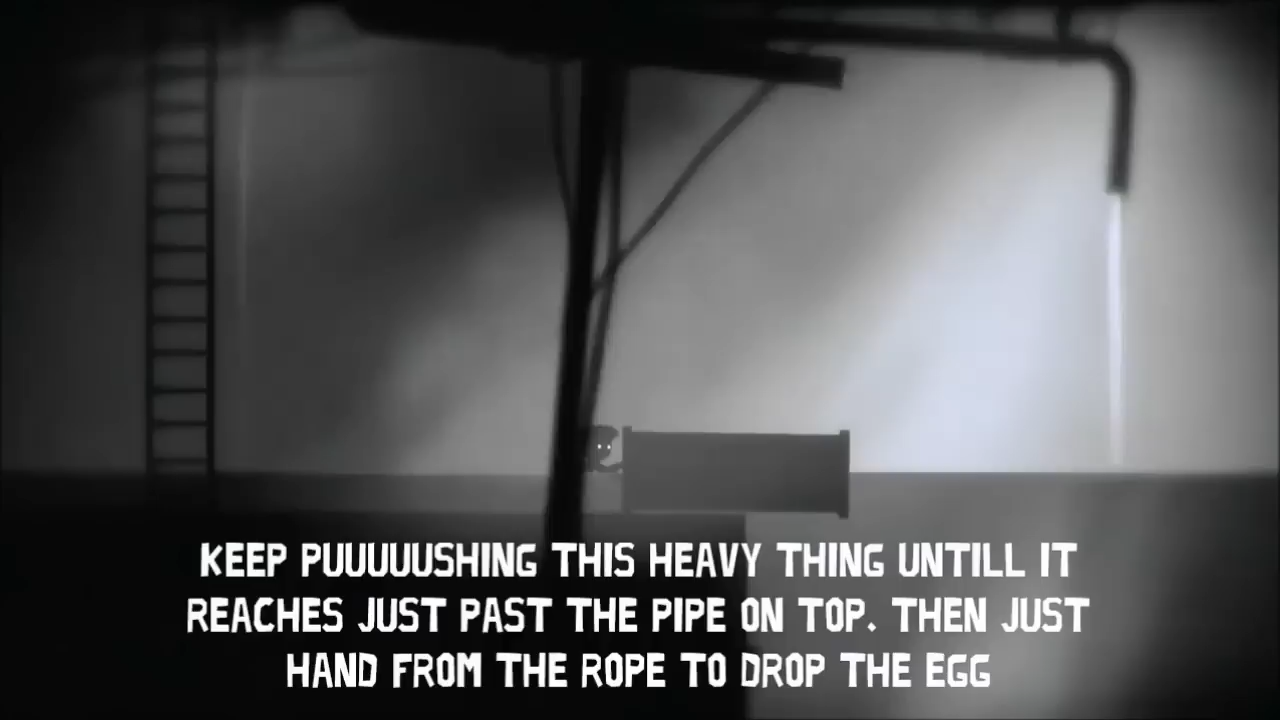 KEEP PUUUUUSHING THIS HEAVY THING UNTILL IT
REACHES JUST PAST THE PIPE ON TOP. THEN JUST
HAND FROM THE ROPE TO DROP THE EGG